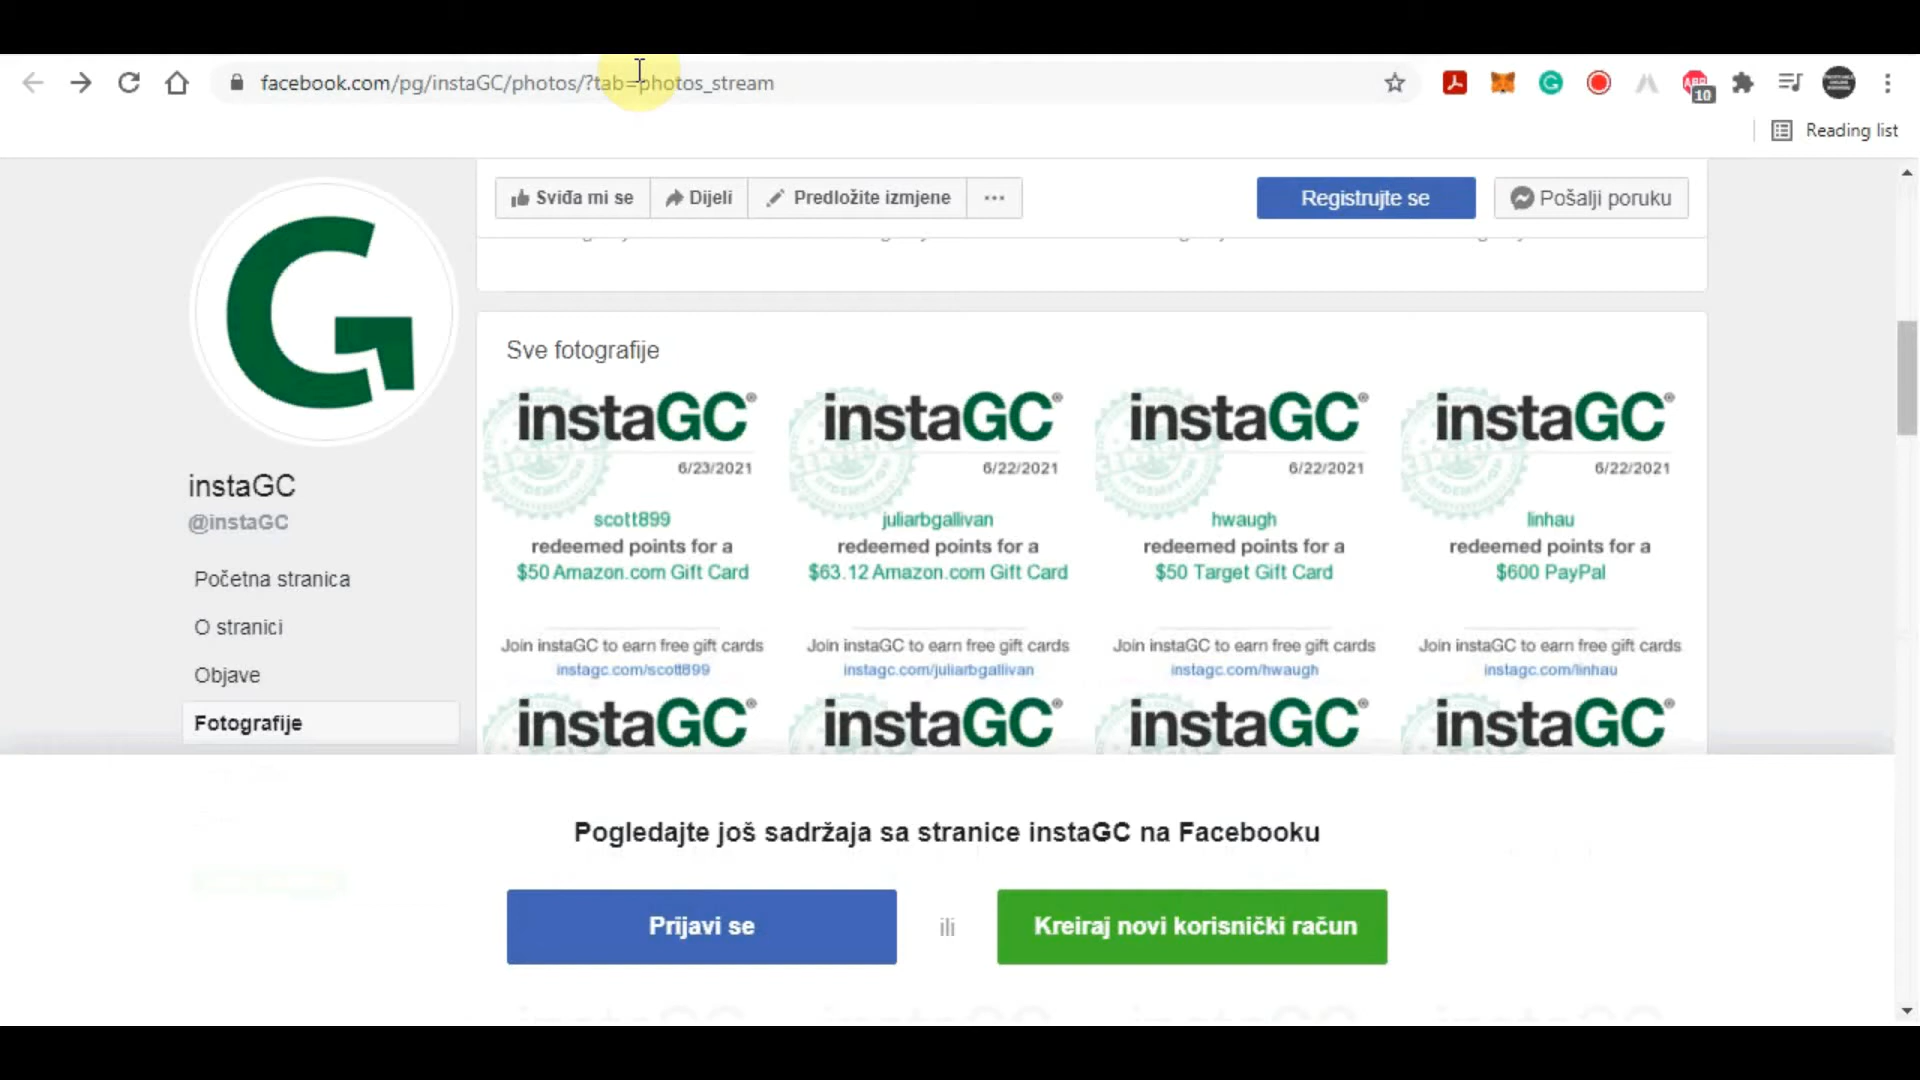 facebook.com/pg/instaGC/photos/?tab=photos_stream
10
Reading list
Sviđa mi se
Dijeli
Predložite izmjene
Registrujte se
Pošalji poruku
instaGC
@instaGC
Početna stranica
O stranici
Objave
Fotografije
Sve fotografije
instaGC® instaGC® instaGC® instaGC®
6/23/2021 6/22/2021 6/22/2021 6/22/2021
scott899 juliarbgallivan hwaugh linhau
redeemed points for a redeemed points for a redeemed points for a redeemed points for a
$50 Amazon.com Gift Card $63.12 Amazon.com Gift Card $50 Target Gift Card $600 PayPal
Join instaGC to earn free gift cards Join instaGC to earn free gift cards Join instaGC to earn free gift cards Join instaGC to earn free gift cards
instagc.com/scott899 instagc.com/juliarbgallivan instagc.com/hwaugh instagc.com/linhau
instaGC® instaGC® instaGC® instaGC®
Pogledajte još sadržaja sa stranice instaGC na Facebooku
Prijavi se
ili
Kreiraj novi korisnički račun